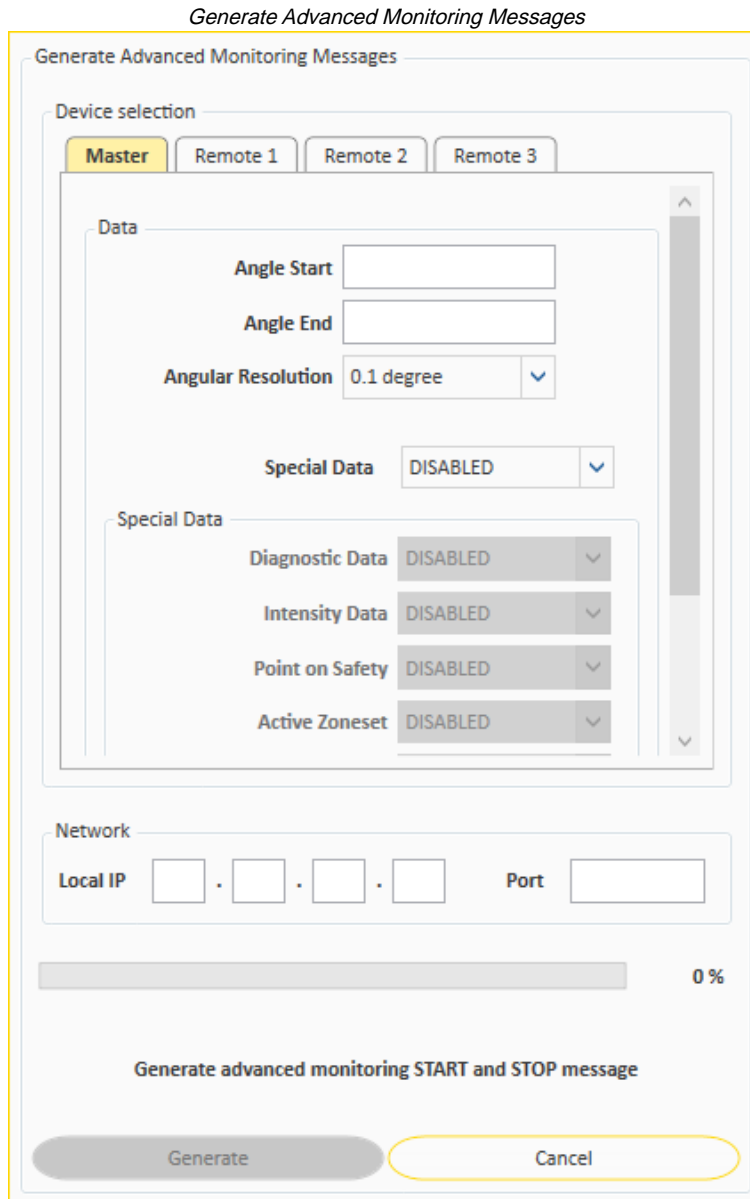 Generate Advanced Monitoring Messages
Generate Advanced Monitoring Messages
Device selection
Master Remote 1 Remote 2 Remote 3
Data
Angle Start
Angle End
Angular Resolution 0.1 degree
Special Data DISABLED
Special Data
Diagnostic Data DISABLED
Intensity Data DISABLED
Point on Safety DISABLED
Active Zoneset DISABLED
Network
Local IP . . . Port
0 %
Generate advanced monitoring START and STOP message
Generate Cancel